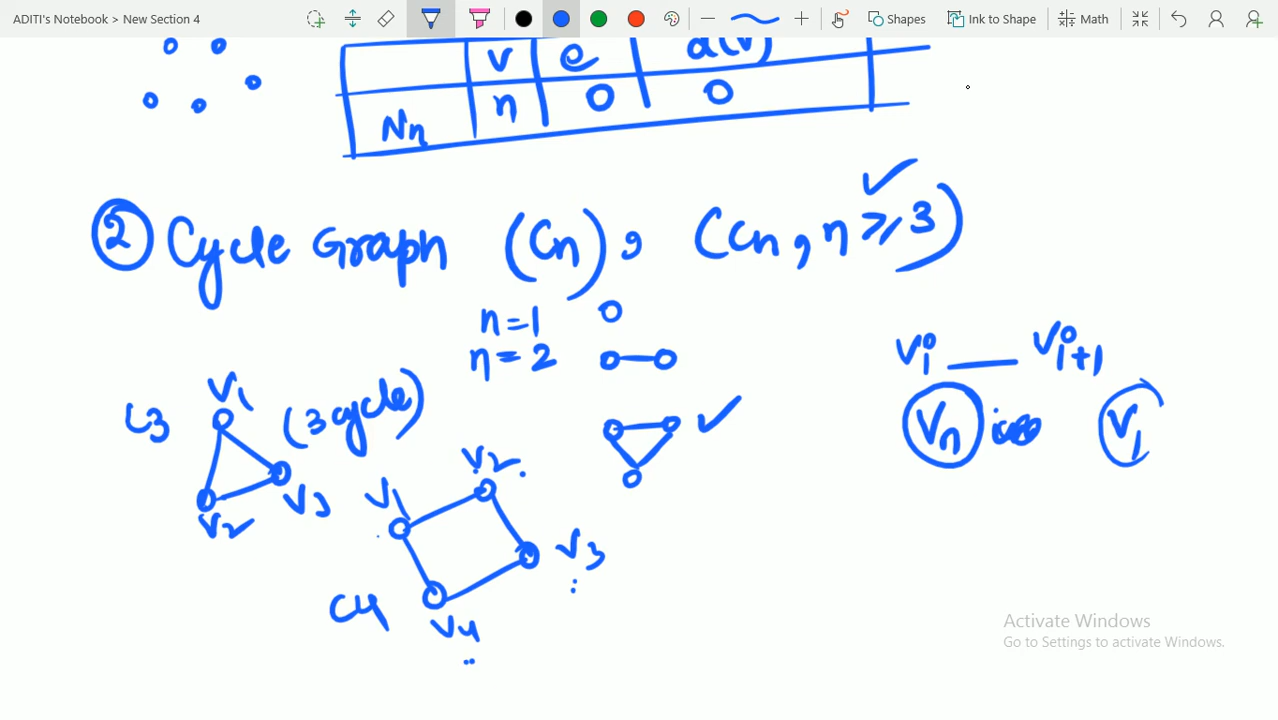 ADITI's Notebook > New Section 4
Shapes
Ink to Shape
Math
v e d(v)
Nn n 0 0
② Cycle Graph (Cn), (Cn, n ≥ 3)
n=1
n=2
Vi — Vi+1
Vn is V1
C3 V1 (3 cycle)
V2 V3
V1 V2
V3
C4 V4
Activate Windows
Go to Settings to activate Windows.